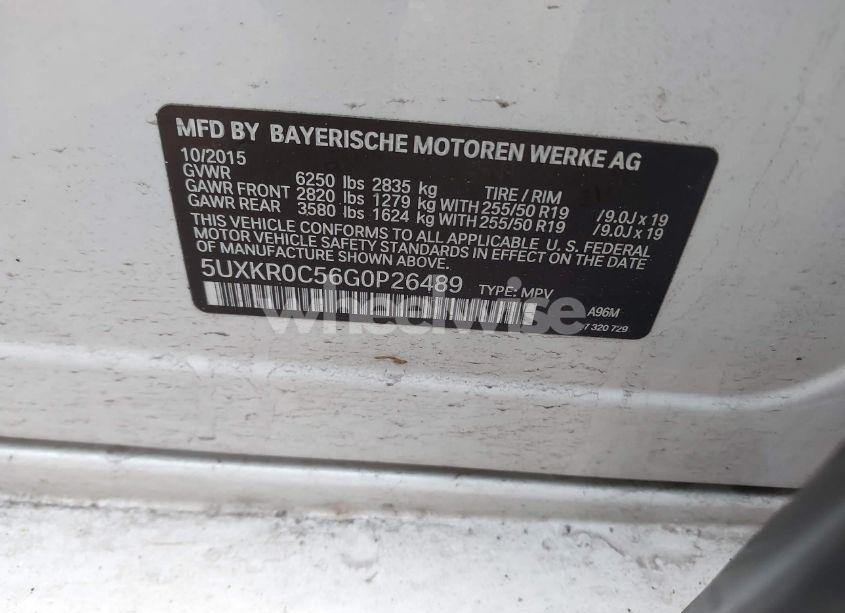 MFD BY BAYERISCHE MOTOREN WERKE AG
10/2015
GVWR 6250 lbs 2835 kg TIRE / RIM
GAWR FRONT 2820 lbs 1279 kg WITH 255/50 R19 /9.0J x 19
GAWR REAR 3580 lbs 1624 kg WITH 255/50 R19 /9.0J x 19
THIS VEHICLE CONFORMS TO ALL APPLICABLE U.S. FEDERAL
MOTOR VEHICLE SAFETY STANDARDS IN EFFECT ON THE DATE
OF MANUFACTURE SHOWN ABOVE.
5UXKR0C56G0P26489 TYPE: MPV
A96M
7 320 729
wheelwise